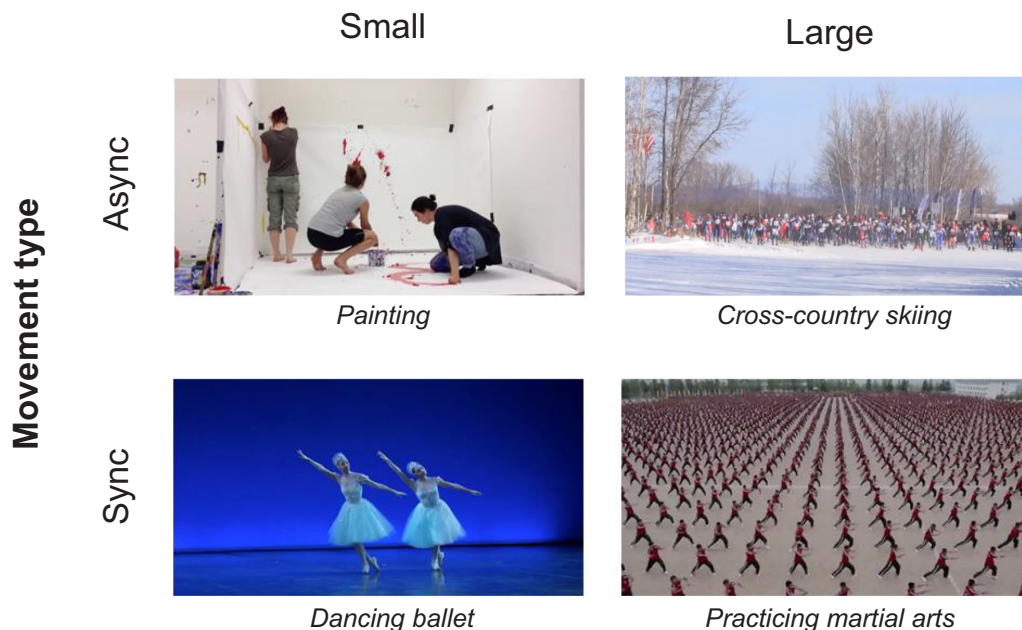 Small
Large
Movement type
Async
Painting
Cross-country skiing
Sync
Dancing ballet
Practicing martial arts